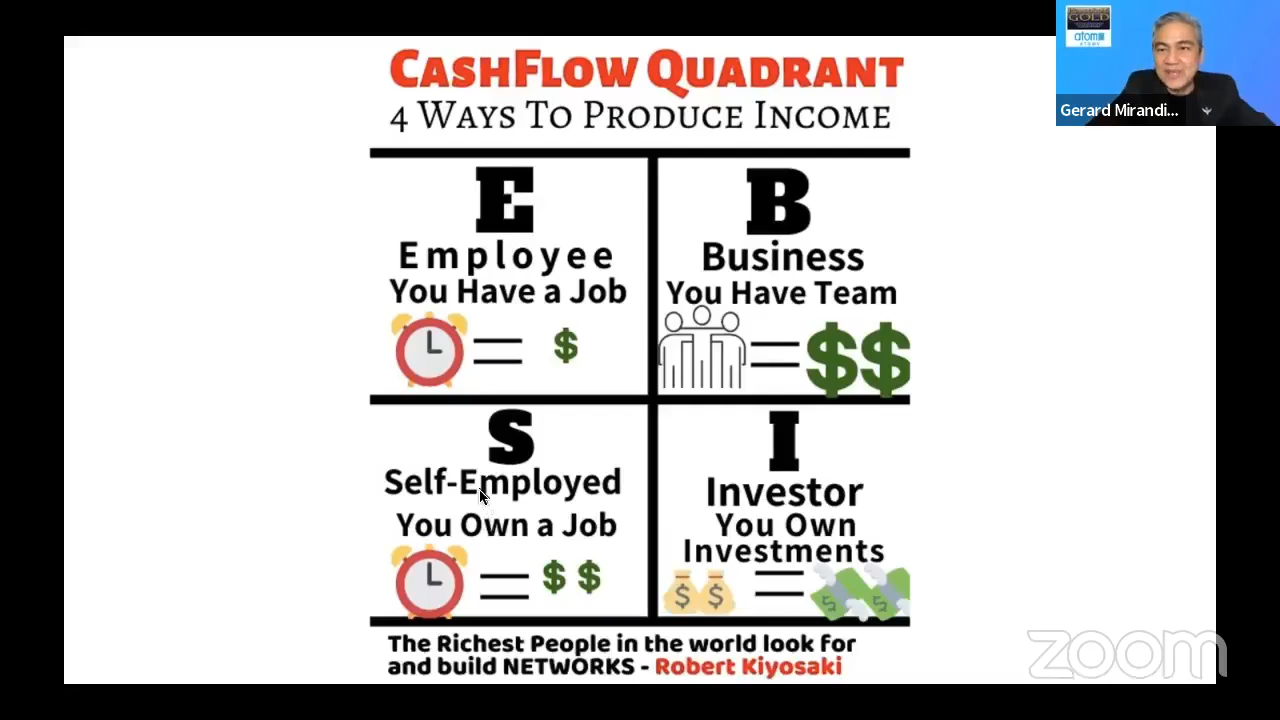 CASHFLOW QUADRANT
4 WAYS TO PRODUCE INCOME
E
Employee
You Have a Job
= $
B
Business
You Have Team
= $$
S
Self-Employed
You Own a Job
= $ $
I
Investor
You Own
Investments
$ $ =
The Richest People in the world look for
and build NETWORKS - Robert Kiyosaki
GOLD
atom
Gerard Mirandi...
zoom